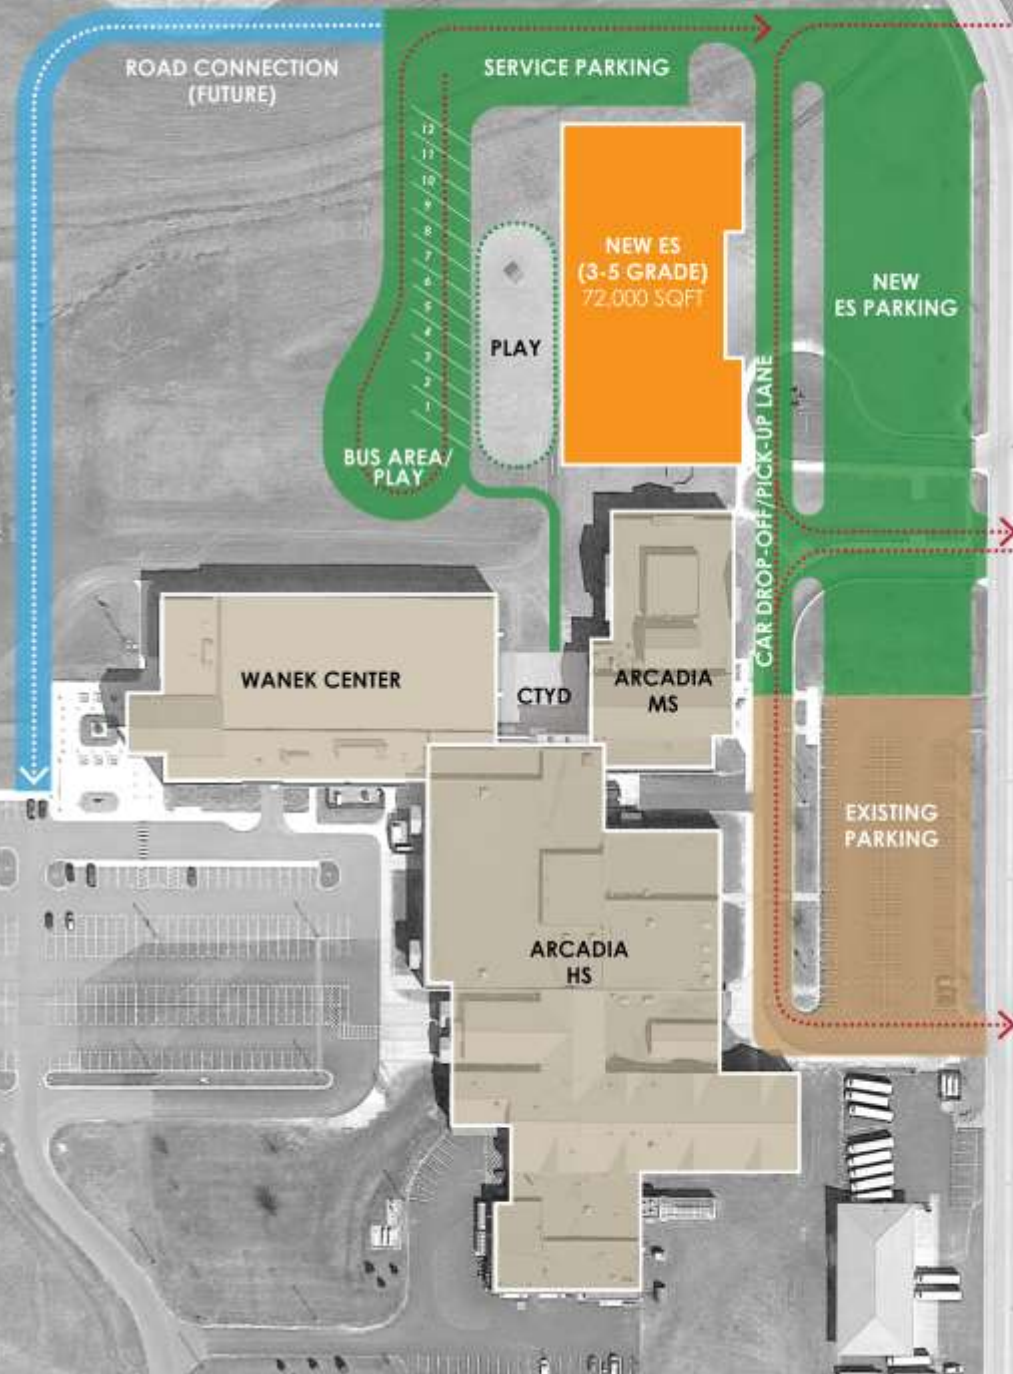 ROAD CONNECTION
(FUTURE)
SERVICE PARKING
12
11
10
9
8
7
6
5
4
3
2
1
NEW ES
(3-5 GRADE)
72,000 SQFT
NEW
ES PARKING
PLAY
BUS AREA/
PLAY
CAR DROP-OFF/PICK-UP LANE
WANEK CENTER
CTYD
ARCADIA
MS
EXISTING
PARKING
ARCADIA
HS